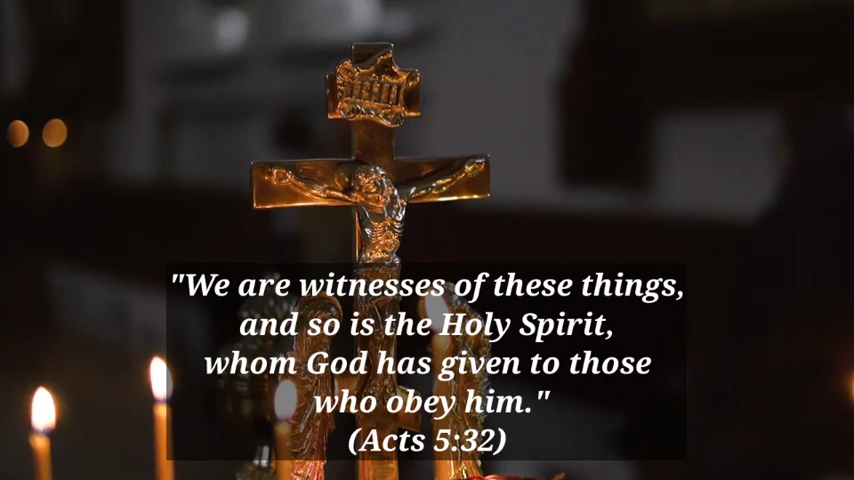 "We are witnesses of these things,
and so is the Holy Spirit,
whom God has given to those
who obey him."
(Acts 5:32)